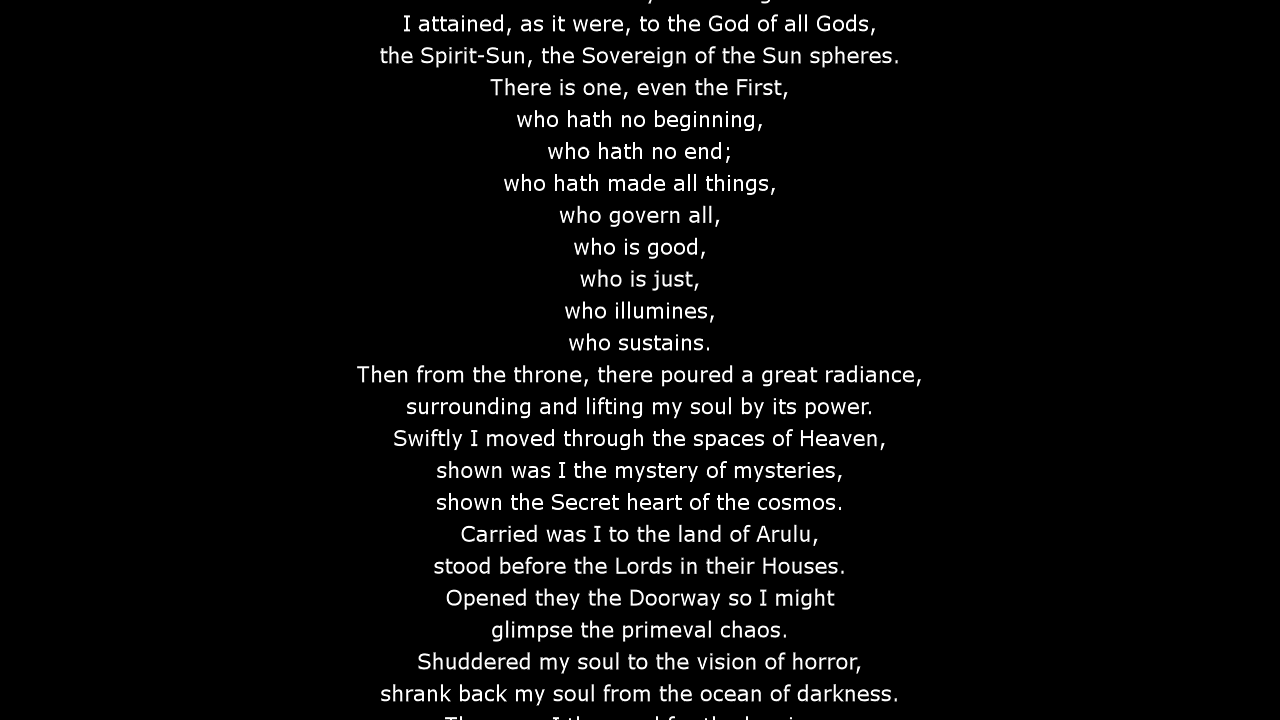 I attained, as it were, to the God of all Gods,
the Spirit-Sun, the Sovereign of the Sun spheres.
There is one, even the First,
who hath no beginning,
who hath no end;
who hath made all things,
who govern all,
who is good,
who is just,
who illumines,
who sustains.
Then from the throne, there poured a great radiance,
surrounding and lifting my soul by its power.
Swiftly I moved through the spaces of Heaven,
shown was I the mystery of mysteries,
shown the Secret heart of the cosmos.
Carried was I to the land of Arulu,
stood before the Lords in their Houses.
Opened they the Doorway so I might
glimpse the primeval chaos.
Shuddered my soul to the vision of horror,
shrank back my soul from the ocean of darkness.